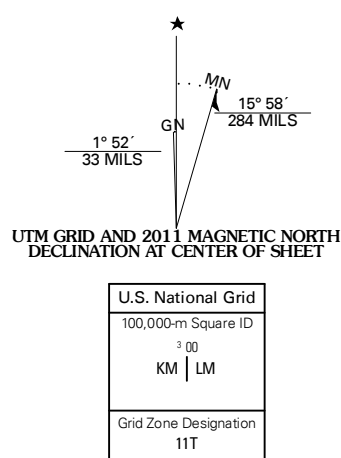 MN
GN
15° 58´
284 MILS
1° 52´
33 MILS
UTM GRID AND 2011 MAGNETIC NORTH
DECLINATION AT CENTER OF SHEET
U.S. National Grid
100,000-m Square ID
3 00
KM LM
Grid Zone Designation
11T